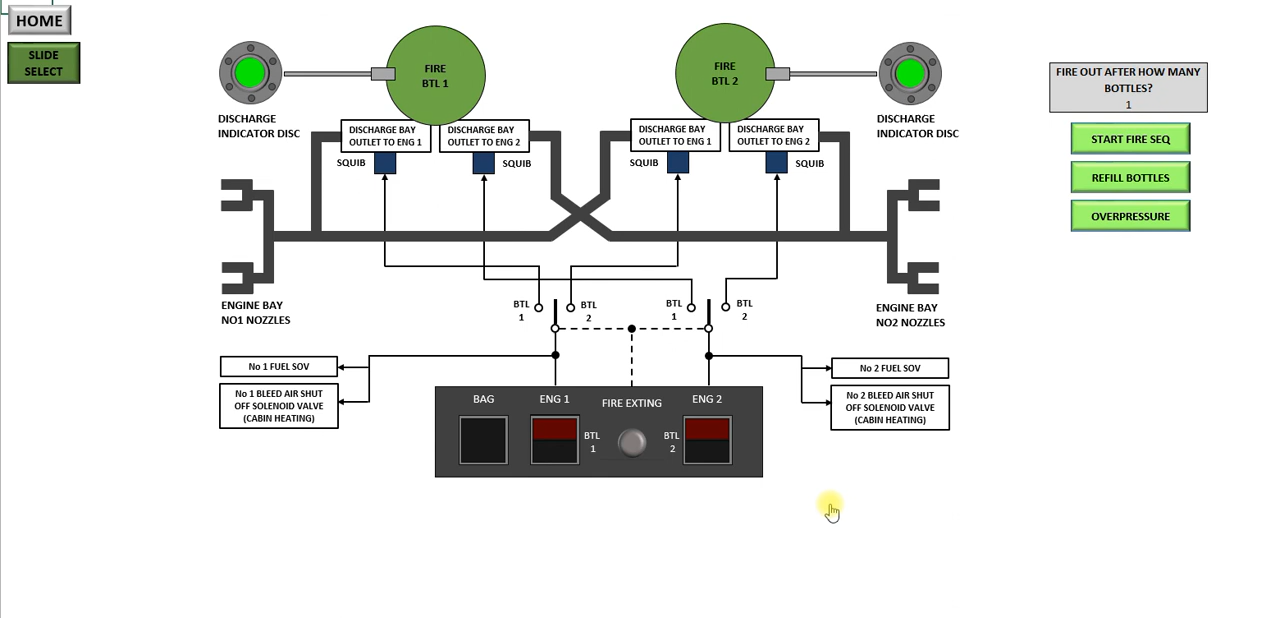 HOME
SLIDE
SELECT
FIRE
BTL 1
FIRE
BTL 2
DISCHARGE
INDICATOR DISC
DISCHARGE
INDICATOR DISC
FIRE OUT AFTER HOW MANY
BOTTLES?
1
START FIRE SEQ
REFILL BOTTLES
OVERPRESSURE
DISCHARGE BAY
OUTLET TO ENG 1
DISCHARGE BAY
OUTLET TO ENG 2
DISCHARGE BAY
OUTLET TO ENG 1
DISCHARGE BAY
OUTLET TO ENG 2
SQUIB
SQUIB
SQUIB
SQUIB
ENGINE BAY
NO1 NOZZLES
ENGINE BAY
NO2 NOZZLES
BTL
1
BTL
2
BTL
1
BTL
2
No 1 FUEL SOV
No 1 BLEED AIR SHUT
OFF SOLENOID VALVE
(CABIN HEATING)
No 2 FUEL SOV
No 2 BLEED AIR SHUT
OFF SOLENOID VALVE
(CABIN HEATING)
BAG
ENG 1
FIRE EXTING
ENG 2
BTL
1
BTL
2